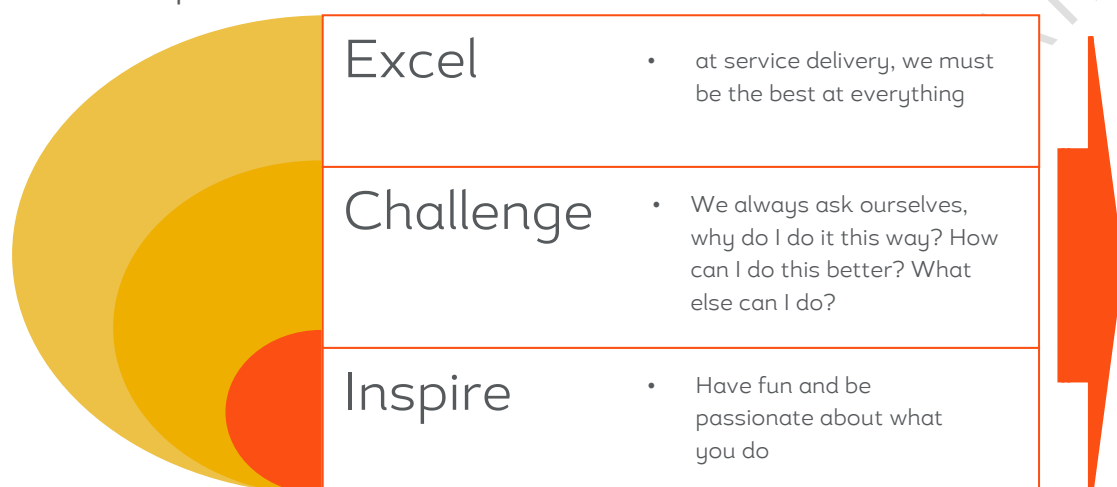 Excel
• at service delivery, we must
be the best at everything
Challenge
• We always ask ourselves,
why do I do it this way? How
can I do this better? What
else can I do?
Inspire
• Have fun and be
passionate about what
you do